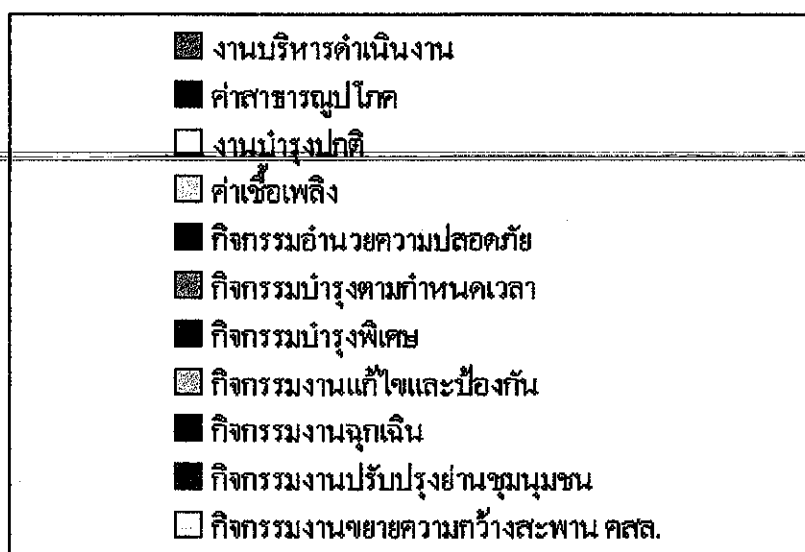 งานบริหารดำเนินงาน
ค่าสาธารณูปโภค
งานบำรุงปกติ
ค่าเชื้อเพลิง
กิจกรรมอำนวยความปลอดภัย
กิจกรรมบำรุงตามกำหนดเวลา
กิจกรรมบำรุงพิเศษ
กิจกรรมงานแก้ไขและป้องกัน
กิจกรรมงานฉุกเฉิน
กิจกรรมงานปรับปรุงย่านชุมนุมชน
กิจกรรมงานขยายความกว้างสะพาน คสล.